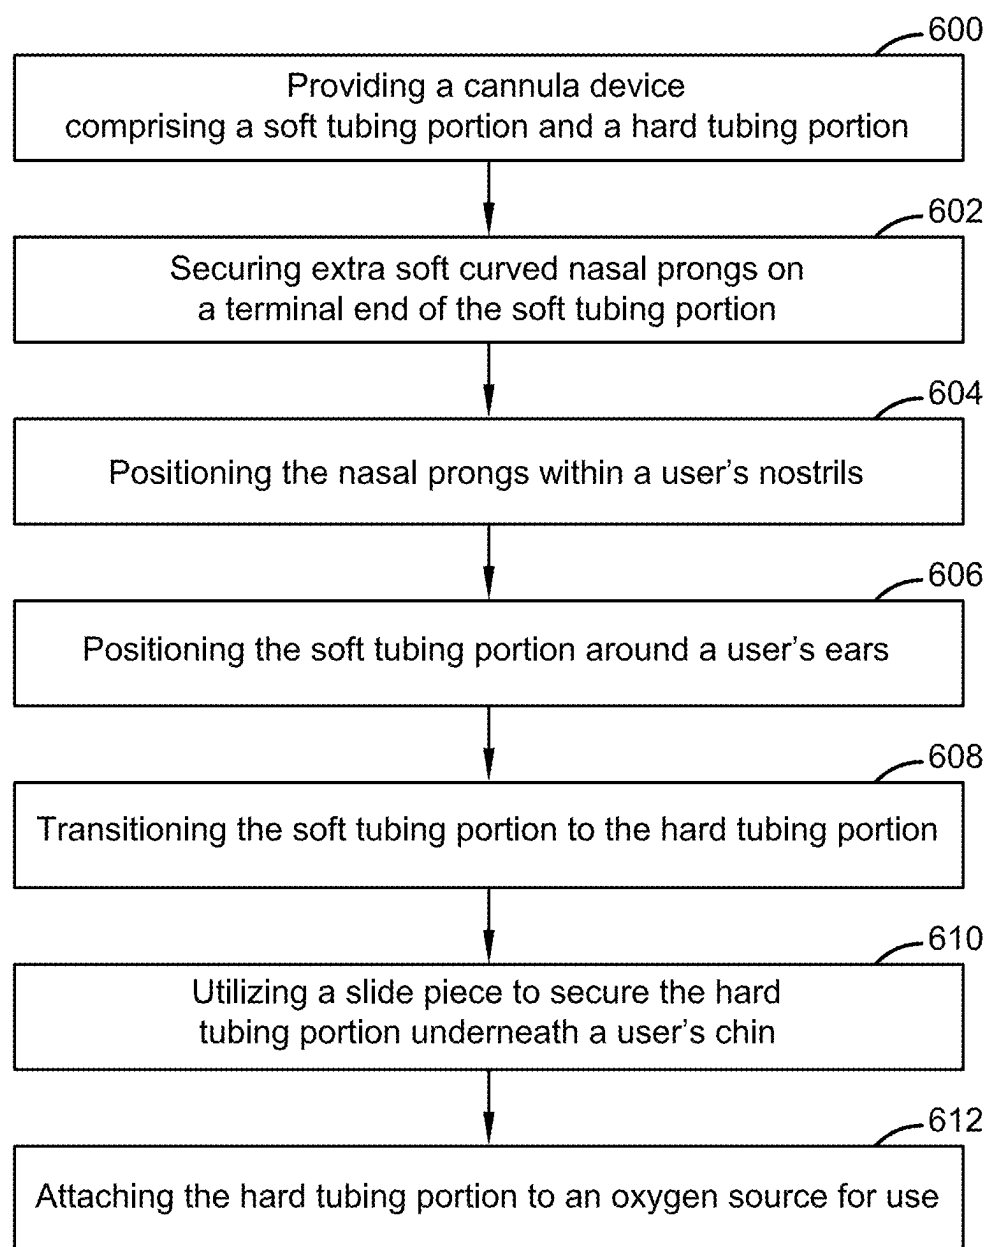 600
Providing a cannula device
comprising a soft tubing portion and a hard tubing portion
602
Securing extra soft curved nasal prongs on
a terminal end of the soft tubing portion
604
Positioning the nasal prongs within a user's nostrils
606
Positioning the soft tubing portion around a user's ears
608
Transitioning the soft tubing portion to the hard tubing portion
610
Utilizing a slide piece to secure the hard
tubing portion underneath a user's chin
612
Attaching the hard tubing portion to an oxygen source for use